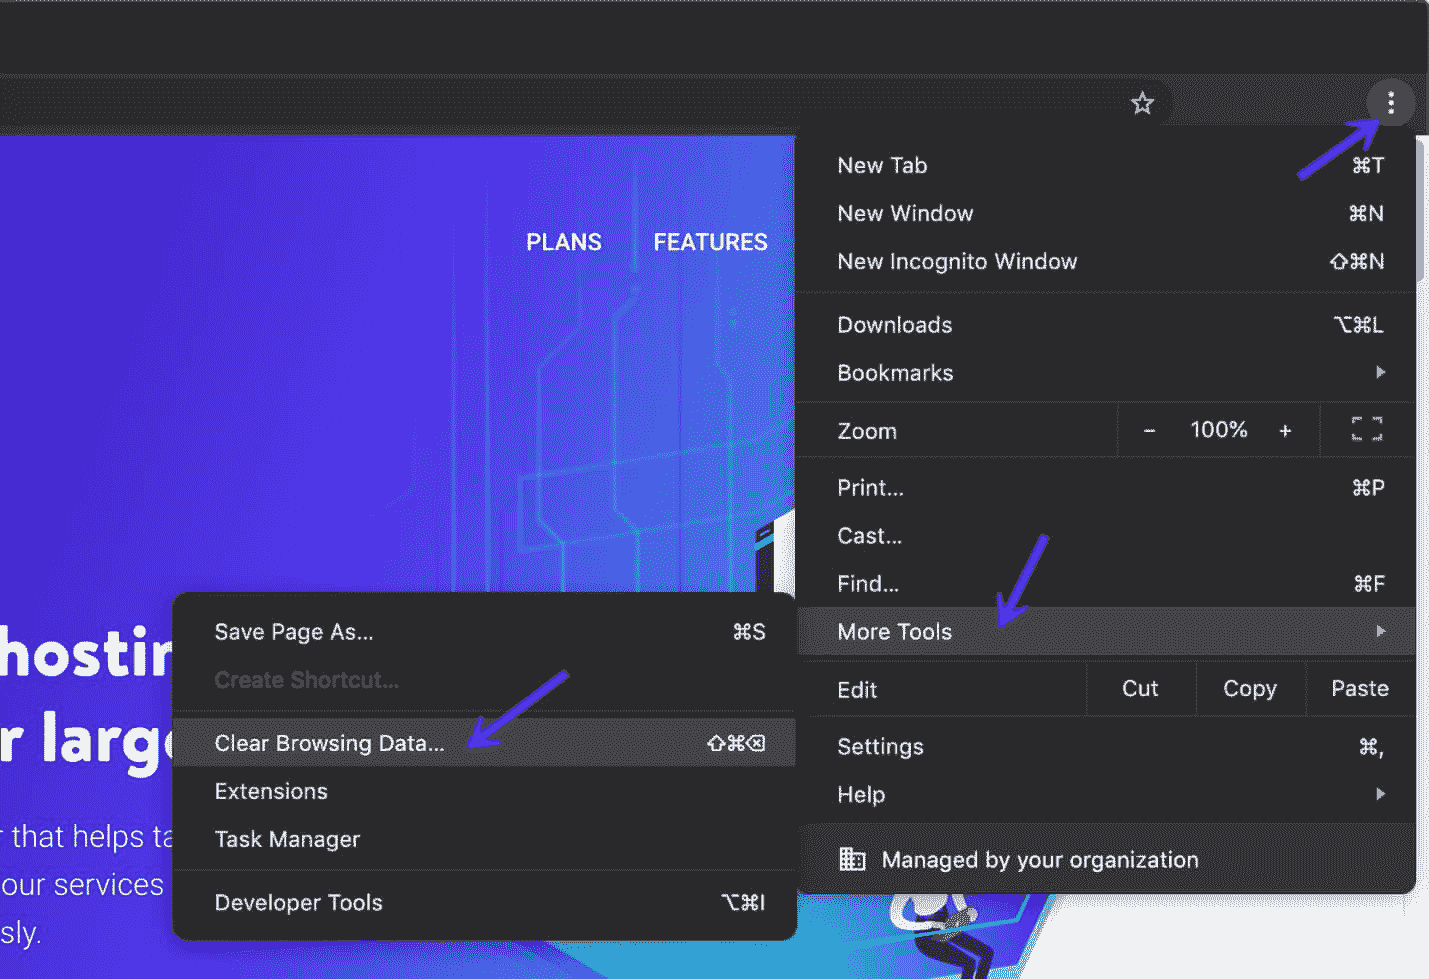 New Tab ⌘T
New Window ⌘N
New Incognito Window ⇧⌘N
Downloads ⌥⌘L
Bookmarks
Zoom - 100% +
Print... ⌘P
Cast...
Find... ⌘F
More Tools
Edit Cut Copy Paste
Settings ⌘,
Help
Managed by your organization
PLANS FEATURES
Save Page As... ⌘S
Create Shortcut...
Clear Browsing Data... ⇧⌘⌫
Extensions
Task Manager
Developer Tools ⌥⌘I
hostin
r larg
r that helps ta
our services
sly.